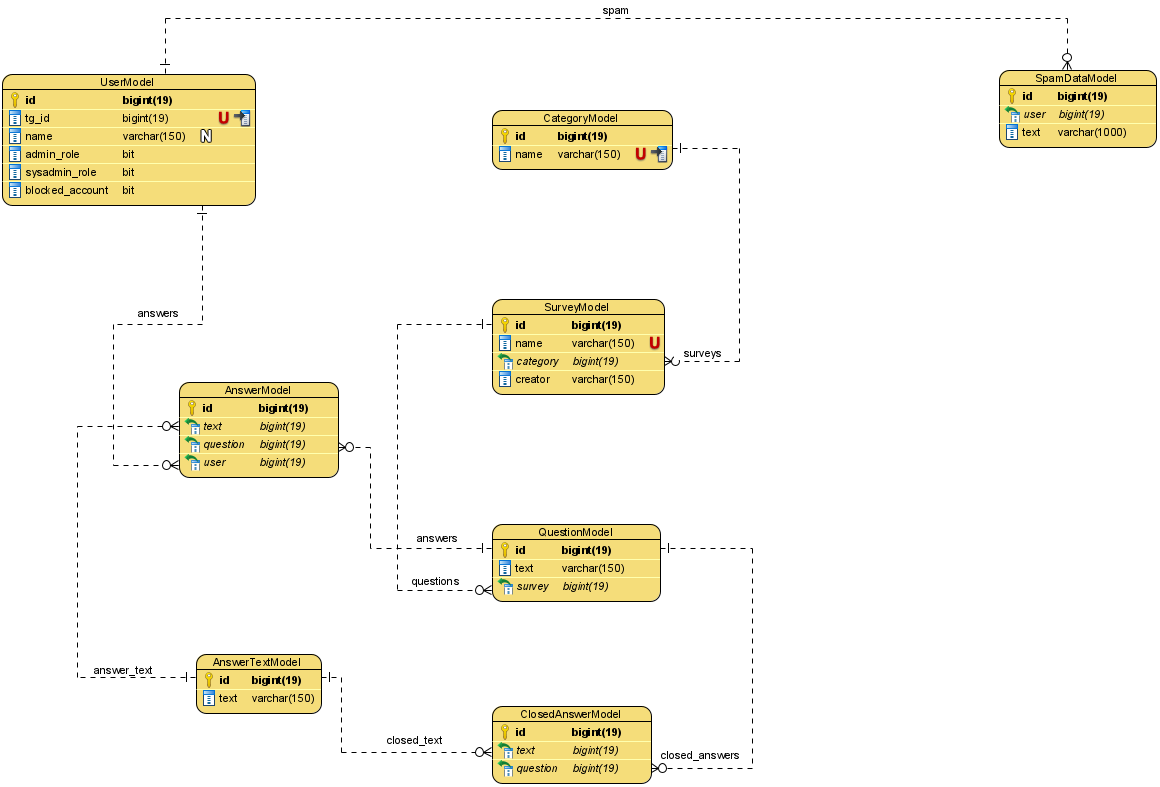 spam
UserModel
id bigint(19)
tg_id bigint(19) U
name varchar(150) N
admin_role bit
sysadmin_role bit
blocked_account bit
SpamDataModel
id bigint(19)
user bigint(19)
text varchar(1000)
CategoryModel
id bigint(19)
name varchar(150) U
answers
SurveyModel
id bigint(19)
name varchar(150) U
category bigint(19)
creator varchar(150)
surveys
AnswerModel
id bigint(19)
text bigint(19)
question bigint(19)
user bigint(19)
answers
questions
QuestionModel
id bigint(19)
text varchar(150)
survey bigint(19)
answer_text
AnswerTextModel
id bigint(19)
text varchar(150)
closed_text
ClosedAnswerModel
id bigint(19)
text bigint(19)
question bigint(19)
closed_answers